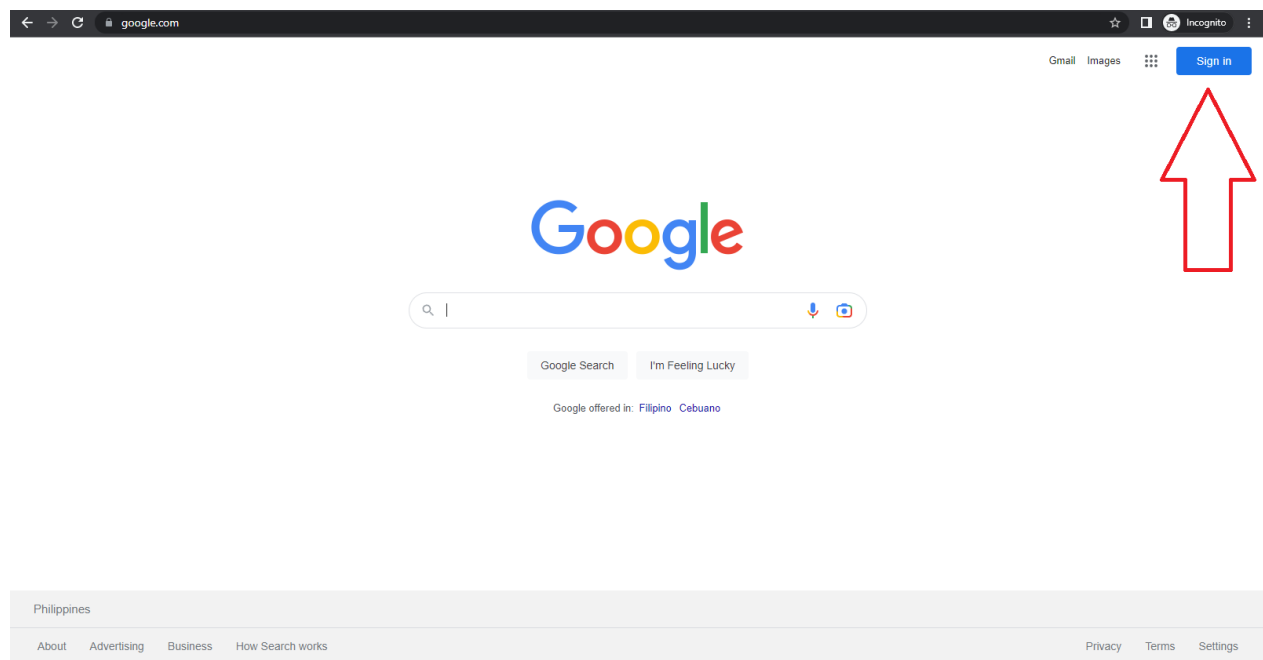 google.com Incognito
Gmail Images Sign in
Google
Google Search I'm Feeling Lucky
Google offered in: Filipino Cebuano
Philippines
About Advertising Business How Search works Privacy Terms Settings